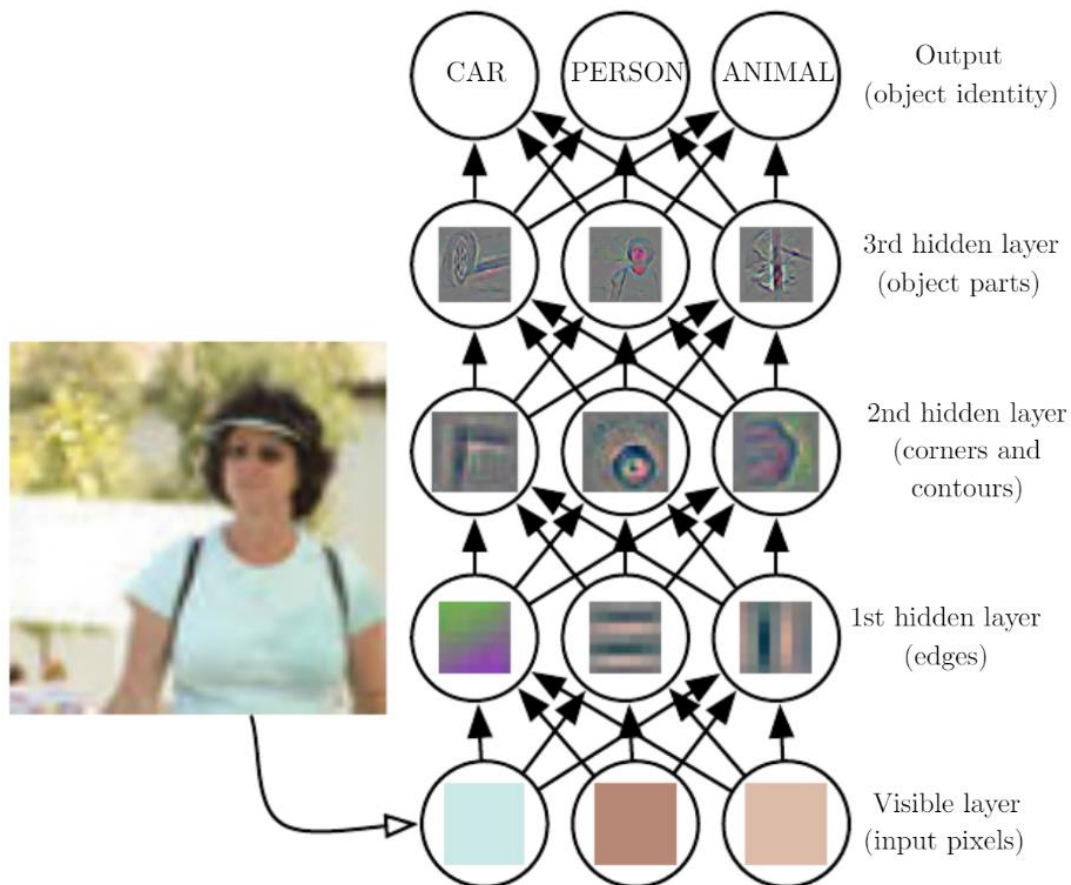 CAR
PERSON
ANIMAL
Output
(object identity)
3rd hidden layer
(object parts)
2nd hidden layer
(corners and
contours)
1st hidden layer
(edges)
Visible layer
(input pixels)